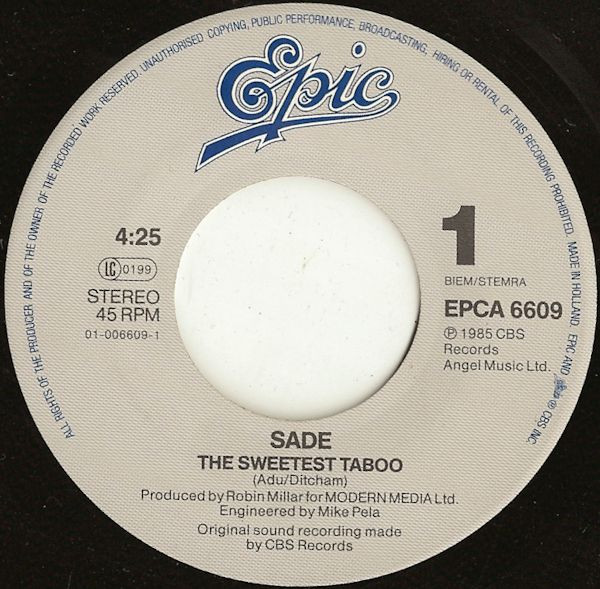 ALL RIGHTS OF THE PRODUCER AND OF THE OWNER OF THE RECORDED WORK RESERVED. UNAUTHORISED COPYING, PUBLIC PERFORMANCE, BROADCASTING, HIRING OR RENTAL OF THIS RECORDING PROHIBITED. MADE IN HOLLAND. EPIC AND
® CBS INC.
Epic
4:25
LC 0199
STEREO
45 RPM
01-006609-1
1
BIEM/STEMRA
EPCA 6609
℗ 1985 CBS
Records
Angel Music Ltd.
SADE
THE SWEETEST TABOO
(Adu/Ditcham)
Produced by Robin Millar for MODERN MEDIA Ltd.
Engineered by Mike Pela
Original sound recording made
by CBS Records